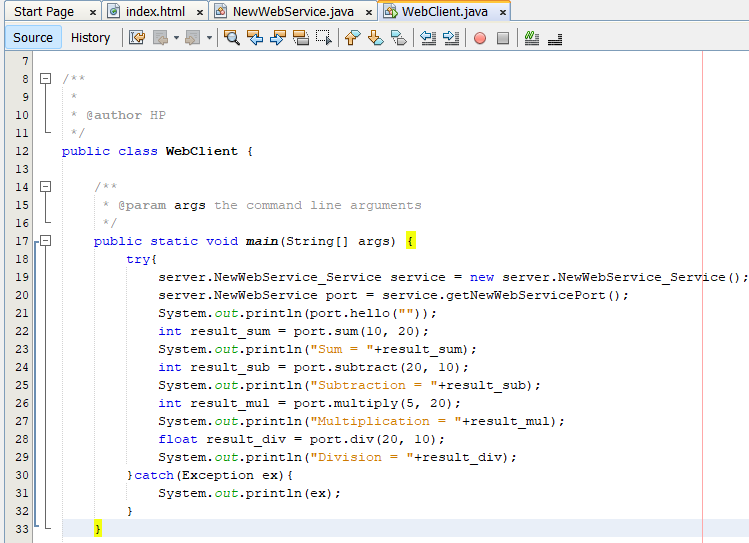 Start Page index.html NewWebService.java WebClient.java
Source History
7
8 /**
9 *
10 * @author HP
11 */
12 public class WebClient {
13
14 /**
15 * @param args the command line arguments
16 */
17 public static void main(String[] args) {
18 try{
19 server.NewWebService_Service service = new server.NewWebService_Service();
20 server.NewWebService port = service.getNewWebServicePort();
21 System.out.println(port.hello(""));
22 int result_sum = port.sum(10, 20);
23 System.out.println("Sum = "+result_sum);
24 int result_sub = port.subtract(20, 10);
25 System.out.println("Subtraction = "+result_sub);
26 int result_mul = port.multiply(5, 20);
27 System.out.println("Multiplication = "+result_mul);
28 float result_div = port.div(20, 10);
29 System.out.println("Division = "+result_div);
30 }catch(Exception ex){
31 System.out.println(ex);
32 }
33 }